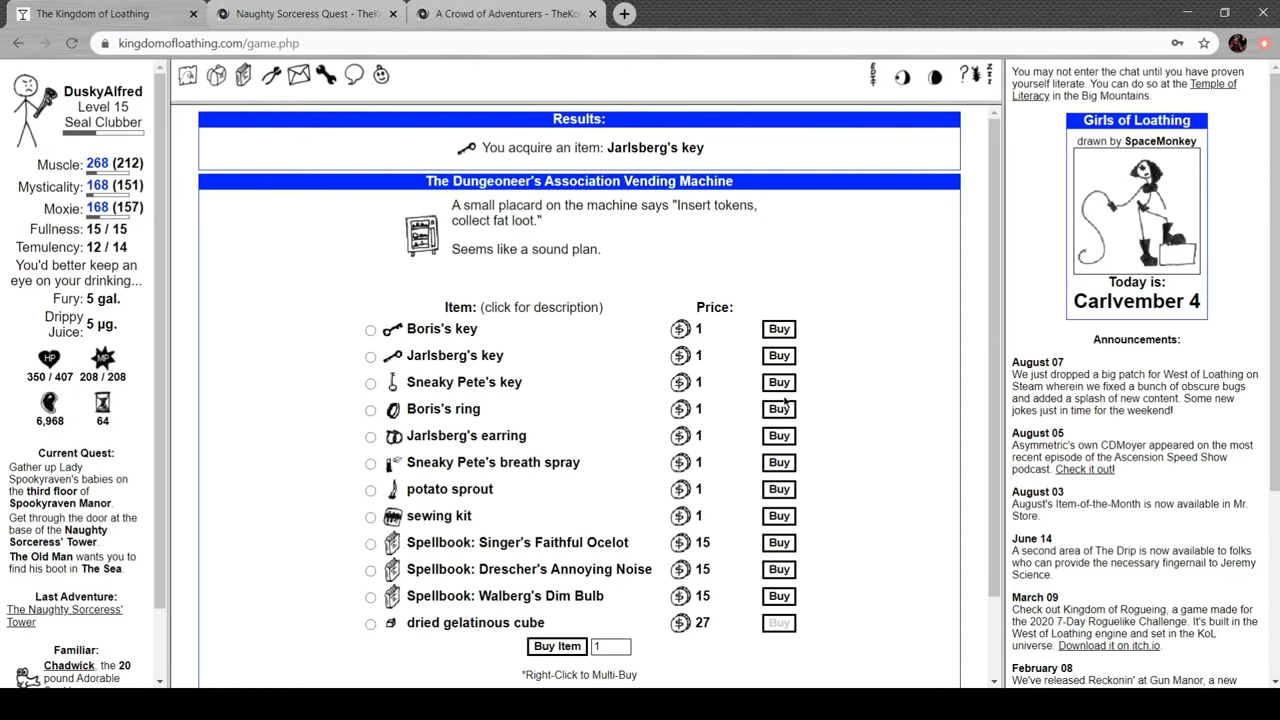 The Kingdom of Loathing
Naughty Sorceress Quest - TheK
A Crowd of Adventurers - TheKo
kingdomofloathing.com/game.php
DuskyAlfred
Level 15
Seal Clubber
Muscle: 268 (212)
Mysticality: 168 (151)
Moxie: 168 (157)
Fullness: 15 / 15
Temulency: 12 / 14
You'd better keep an
eye on your drinking...
Fury: 5 gal.
Drippy
Juice: 5 µg.
HP
MP
350 / 407
208 / 208
6,968
64
Current Quest:
Gather up Lady
Spookyraven's babies on
the third floor of
Spookyraven Manor.
Get through the door at the
base of the Naughty
Sorceress' Tower.
The Old Man wants you to
find his boot in The Sea.
Last Adventure:
The Naughty Sorceress'
Tower
Familiar:
Chadwick, the 20
pound Adorable
Results:
You acquire an item: Jarlsberg's key
The Dungeoneer's Association Vending Machine
A small placard on the machine says "Insert tokens,
collect fat loot."
Seems like a sound plan.
Item: (click for description) Price:
Boris's key $ 1 Buy
Jarlsberg's key $ 1 Buy
Sneaky Pete's key $ 1 Buy
Boris's ring $ 1 Buy
Jarlsberg's earring $ 1 Buy
Sneaky Pete's breath spray $ 1 Buy
potato sprout $ 1 Buy
sewing kit $ 1 Buy
Spellbook: Singer's Faithful Ocelot $ 15 Buy
Spellbook: Drescher's Annoying Noise $ 15 Buy
Spellbook: Walberg's Dim Bulb $ 15 Buy
dried gelatinous cube $ 27 Buy
Buy Item 1
*Right-Click to Multi-Buy
You may not enter the chat until you have proven
yourself literate. You can do so at the Temple of
Literacy in the Big Mountains.
Girls of Loathing
drawn by SpaceMonkey
Today is:
Carlvember 4
Announcements:
August 07
We just dropped a big patch for West of Loathing on
Steam wherein we fixed a bunch of obscure bugs
and added a splash of new content. Some new
jokes just in time for the weekend!
August 05
Asymmetric's own CDMoyer appeared on the most
recent episode of the Ascension Speed Show
podcast. Check it out!
August 03
August's Item-of-the-Month is now available in Mr.
Store.
June 14
A second area of The Drip is now available to folks
who can provide the necessary fingernail to Jeremy
Science.
March 09
Check out Kingdom of Rogueing, a game made for
the 2020 7-Day Roguelike Challenge. It's built in the
West of Loathing engine and set in the KoL
universe. Download it on itch.io.
February 08
We've released Reckonin' at Gun Manor, a new